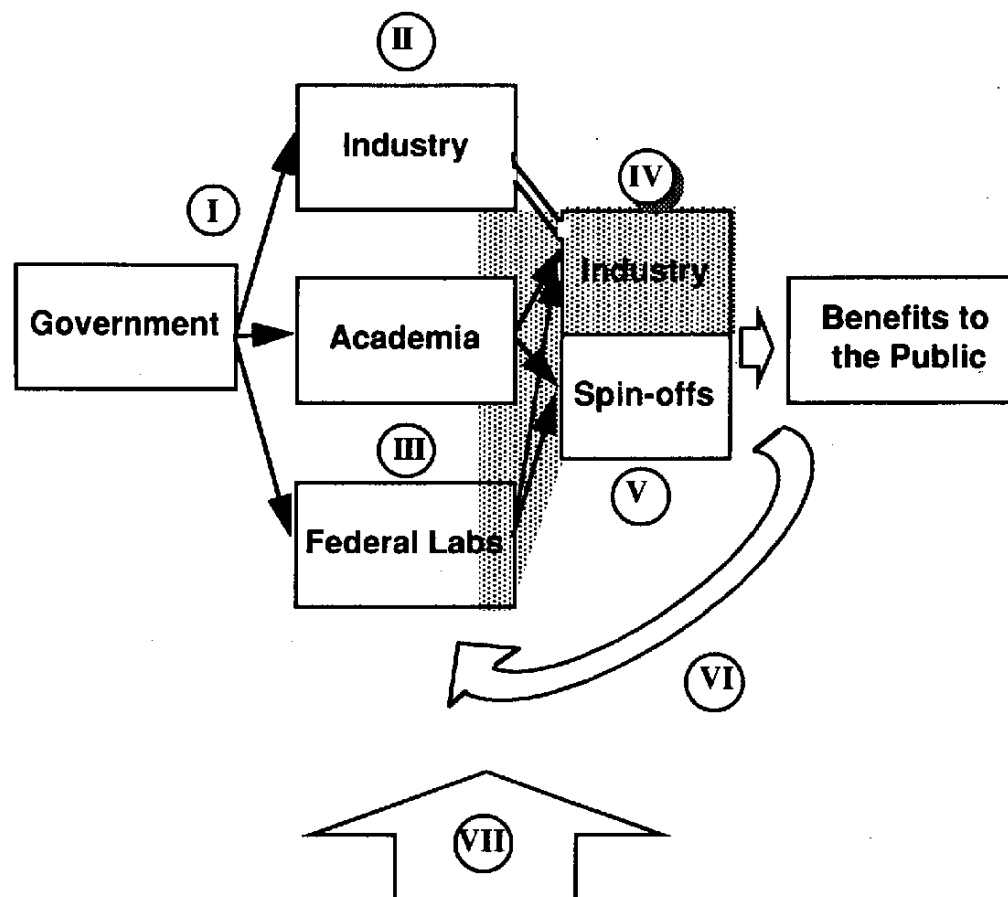 II
Industry
IV
I
Industry
Government
Academia
Benefits to
the Public
Spin-offs
III
V
Federal Labs
VI
VII